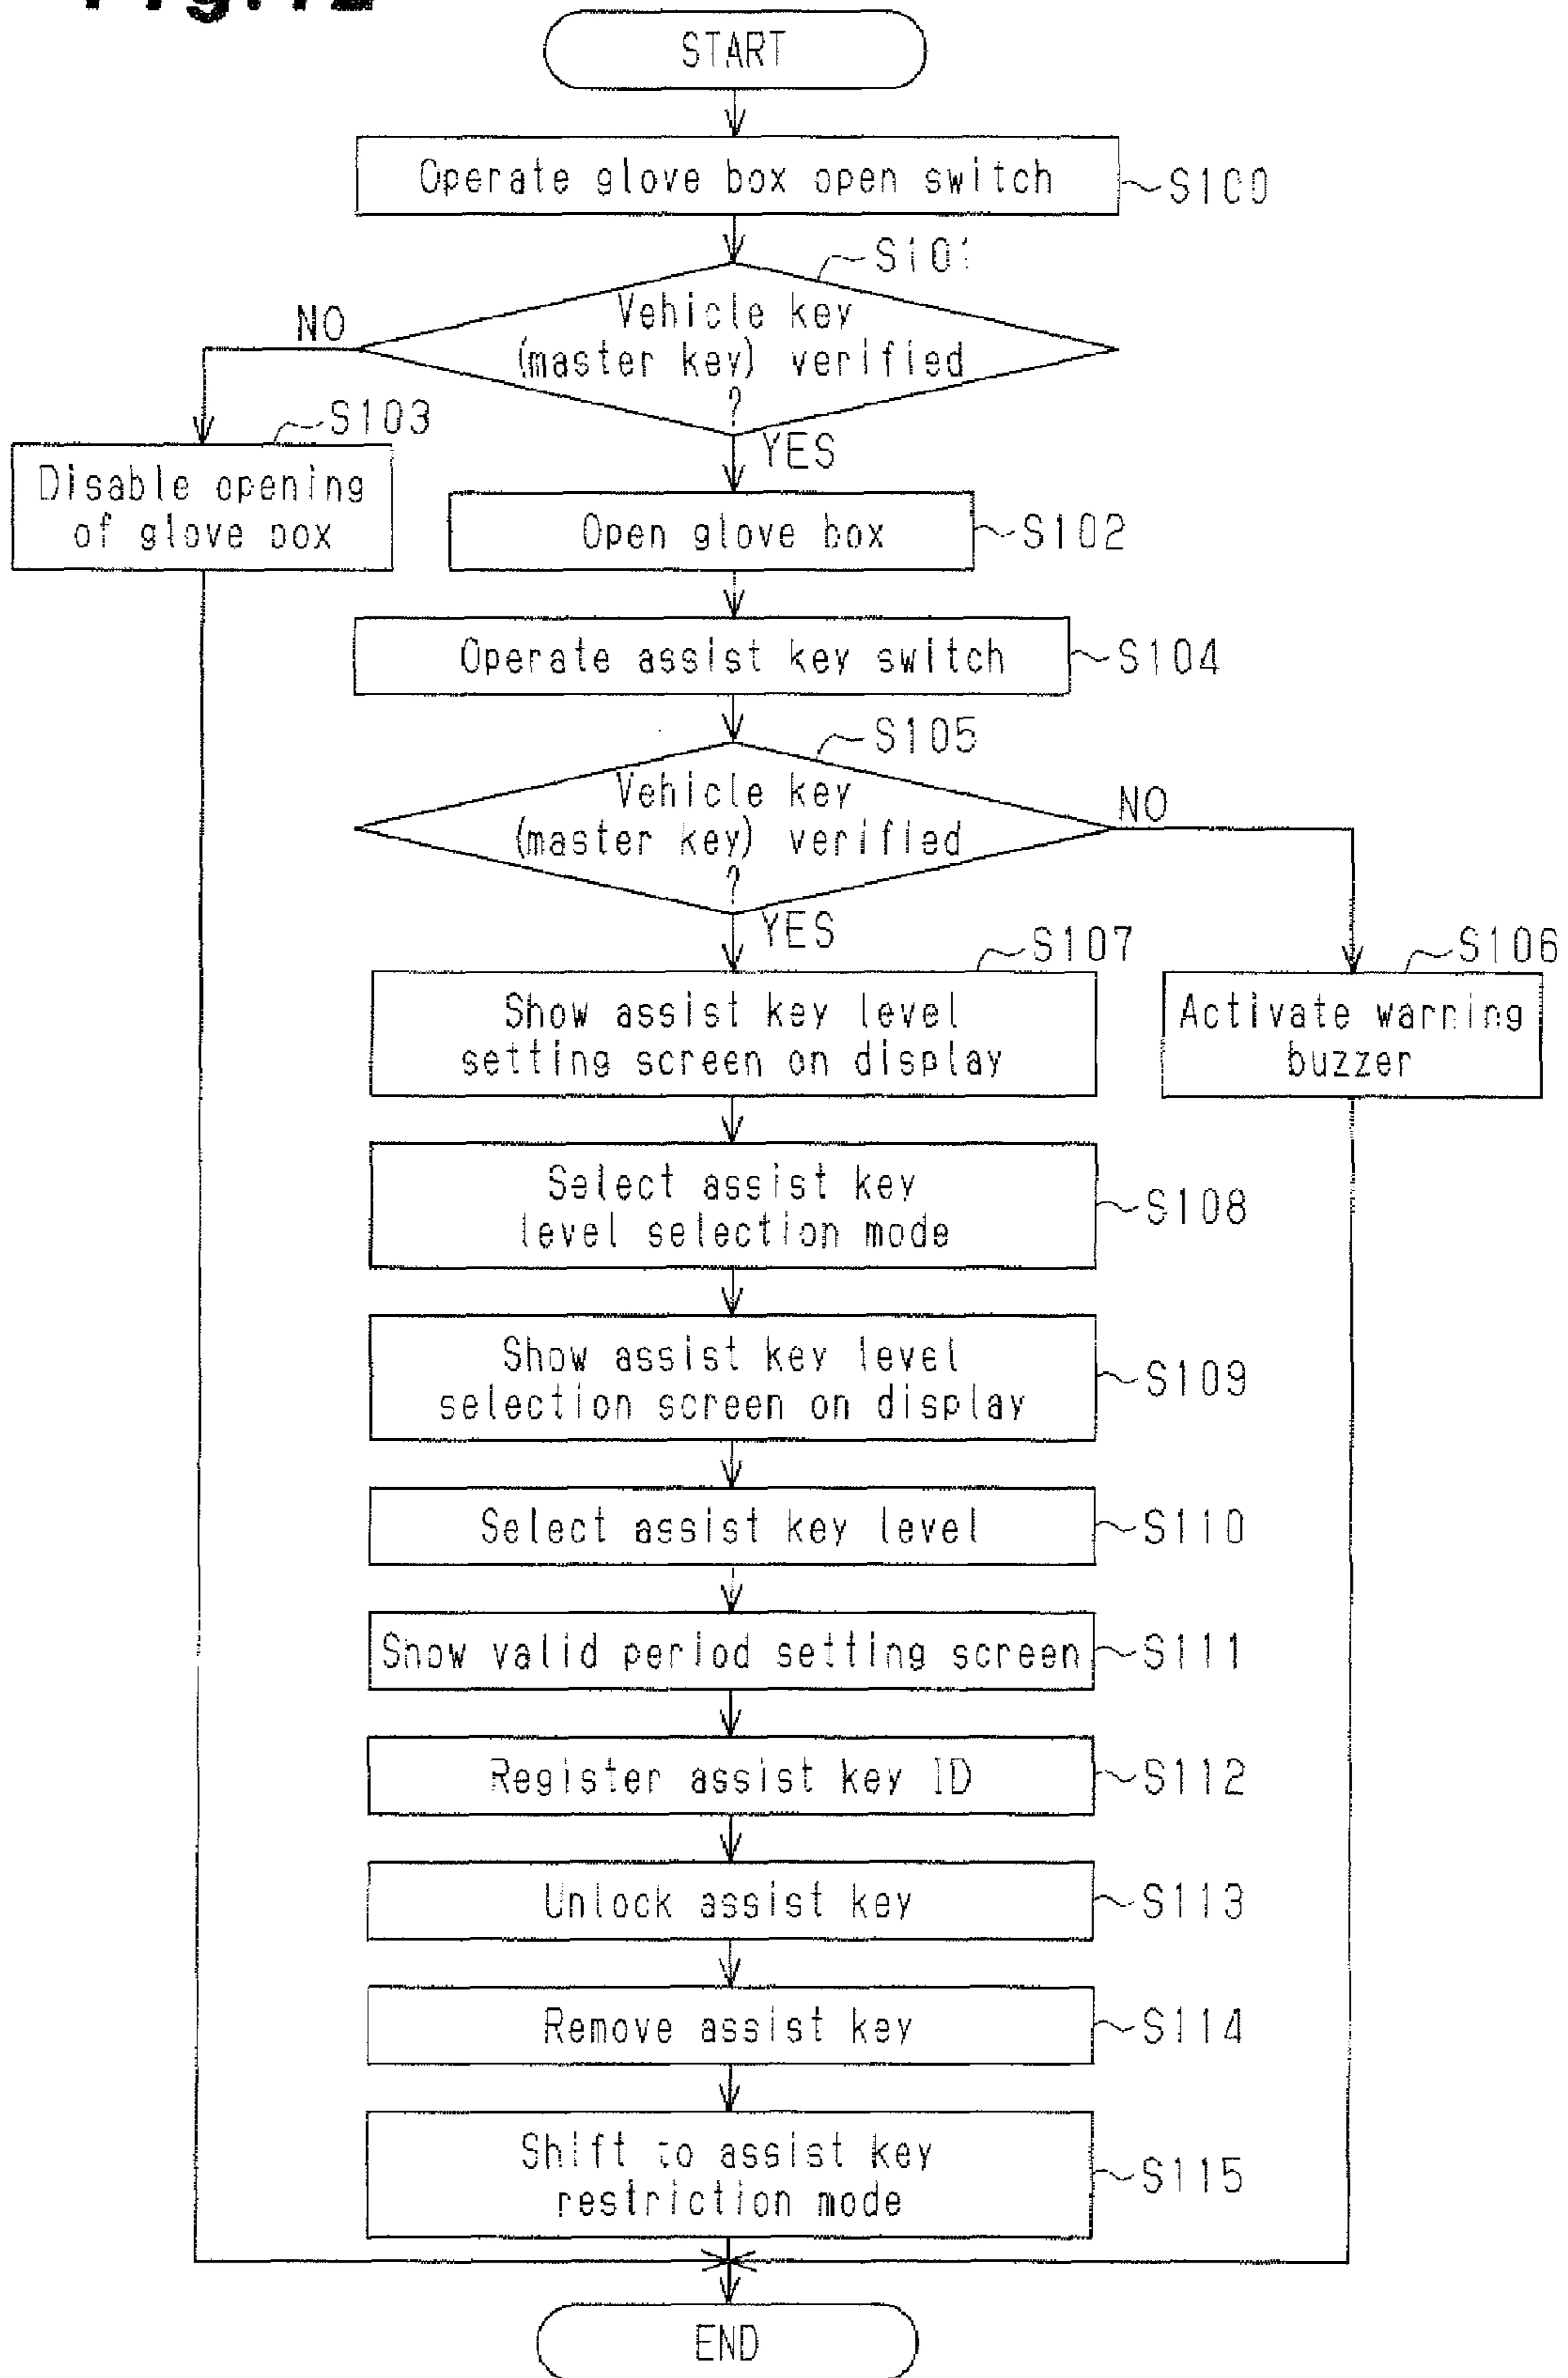 START
Operate glove box open switch
S100
S101
Vehicle key
(master key) verified
?
NO
YES
S103
Disable opening
of glove box
Open glove box
S102
Operate assist key switch
S104
S105
Vehicle key
(master key) verified
?
NO
YES
S107
Show assist key level
setting screen on display
S106
Activate warning
buzzer
Select assist key
level selection mode
S108
Show assist key level
selection screen on display
S109
Select assist key level
S110
Show valid period setting screen
S111
Register assist key ID
S112
Unlock assist key
S113
Remove assist key
S114
Shift to assist key
restriction mode
S115
END